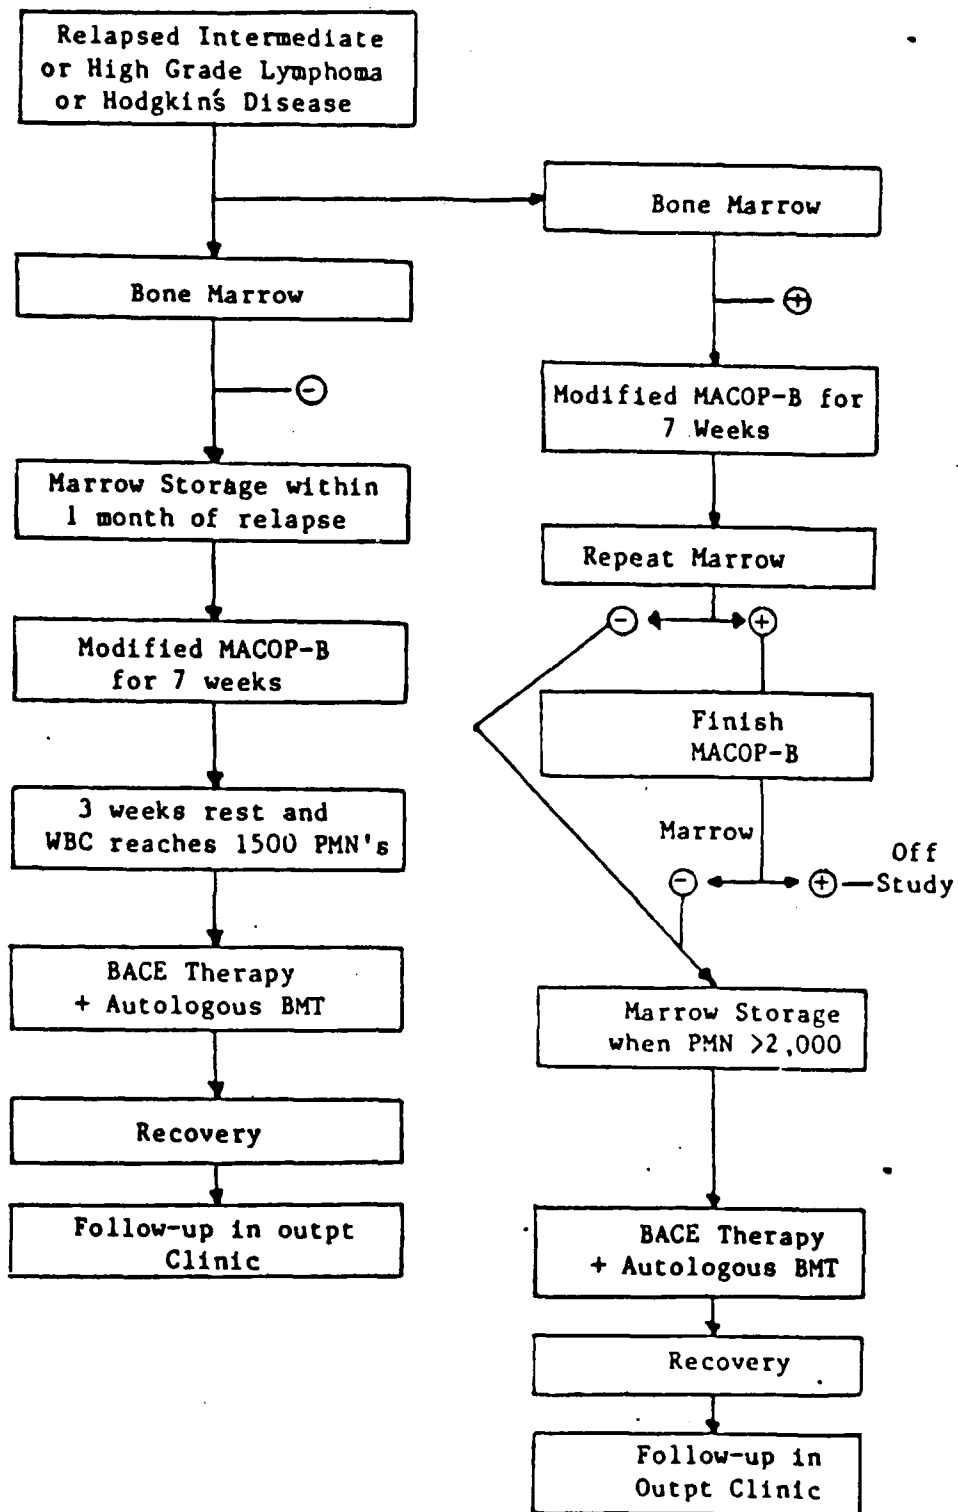 Relapsed Intermediate
or High Grade Lymphoma
or Hodgkin's Disease
Bone Marrow
⊖
Marrow Storage within
1 month of relapse
Modified MACOP-B
for 7 weeks
3 weeks rest and
WBC reaches 1500 PMN's
BACE Therapy
+ Autologous BMT
Recovery
Follow-up in outpt
Clinic
Bone Marrow
⊕
Modified MACOP-B for
7 Weeks
Repeat Marrow
⊖ ⊕
Finish
MACOP-B
Marrow
⊖ ⊕
Off
Study
Marrow Storage
when PMN >2,000
BACE Therapy
+ Autologous BMT
Recovery
Follow-up in
Outpt Clinic